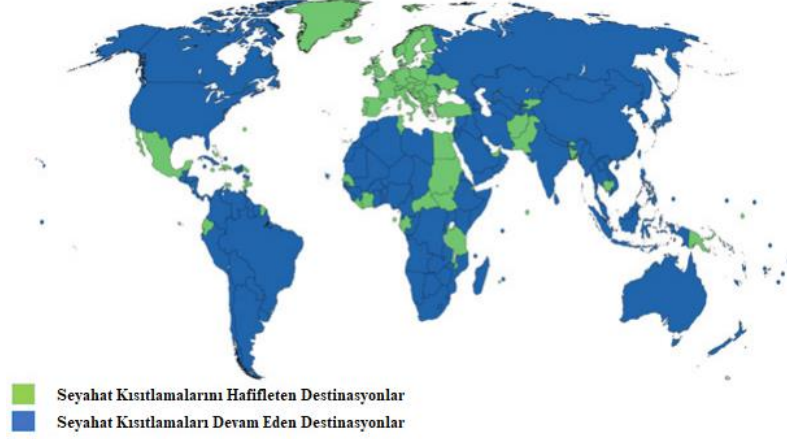 Seyahat Kısıtlamalarını Hafifleten Destinasyonlar
Seyahat Kısıtlamaları Devam Eden Destinasyonlar